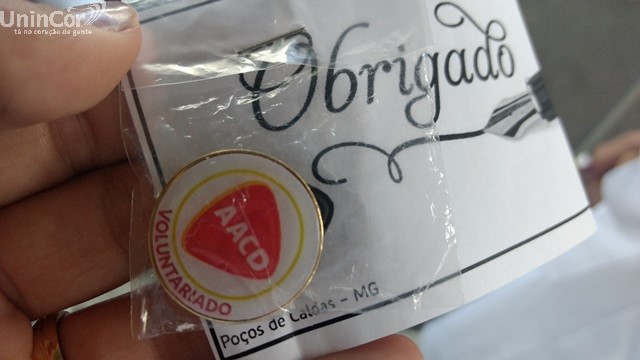 UninCor
tá no coração da gente
Obrigado
AACD
VOLUNTARIADO
Poços de Caldas - MG